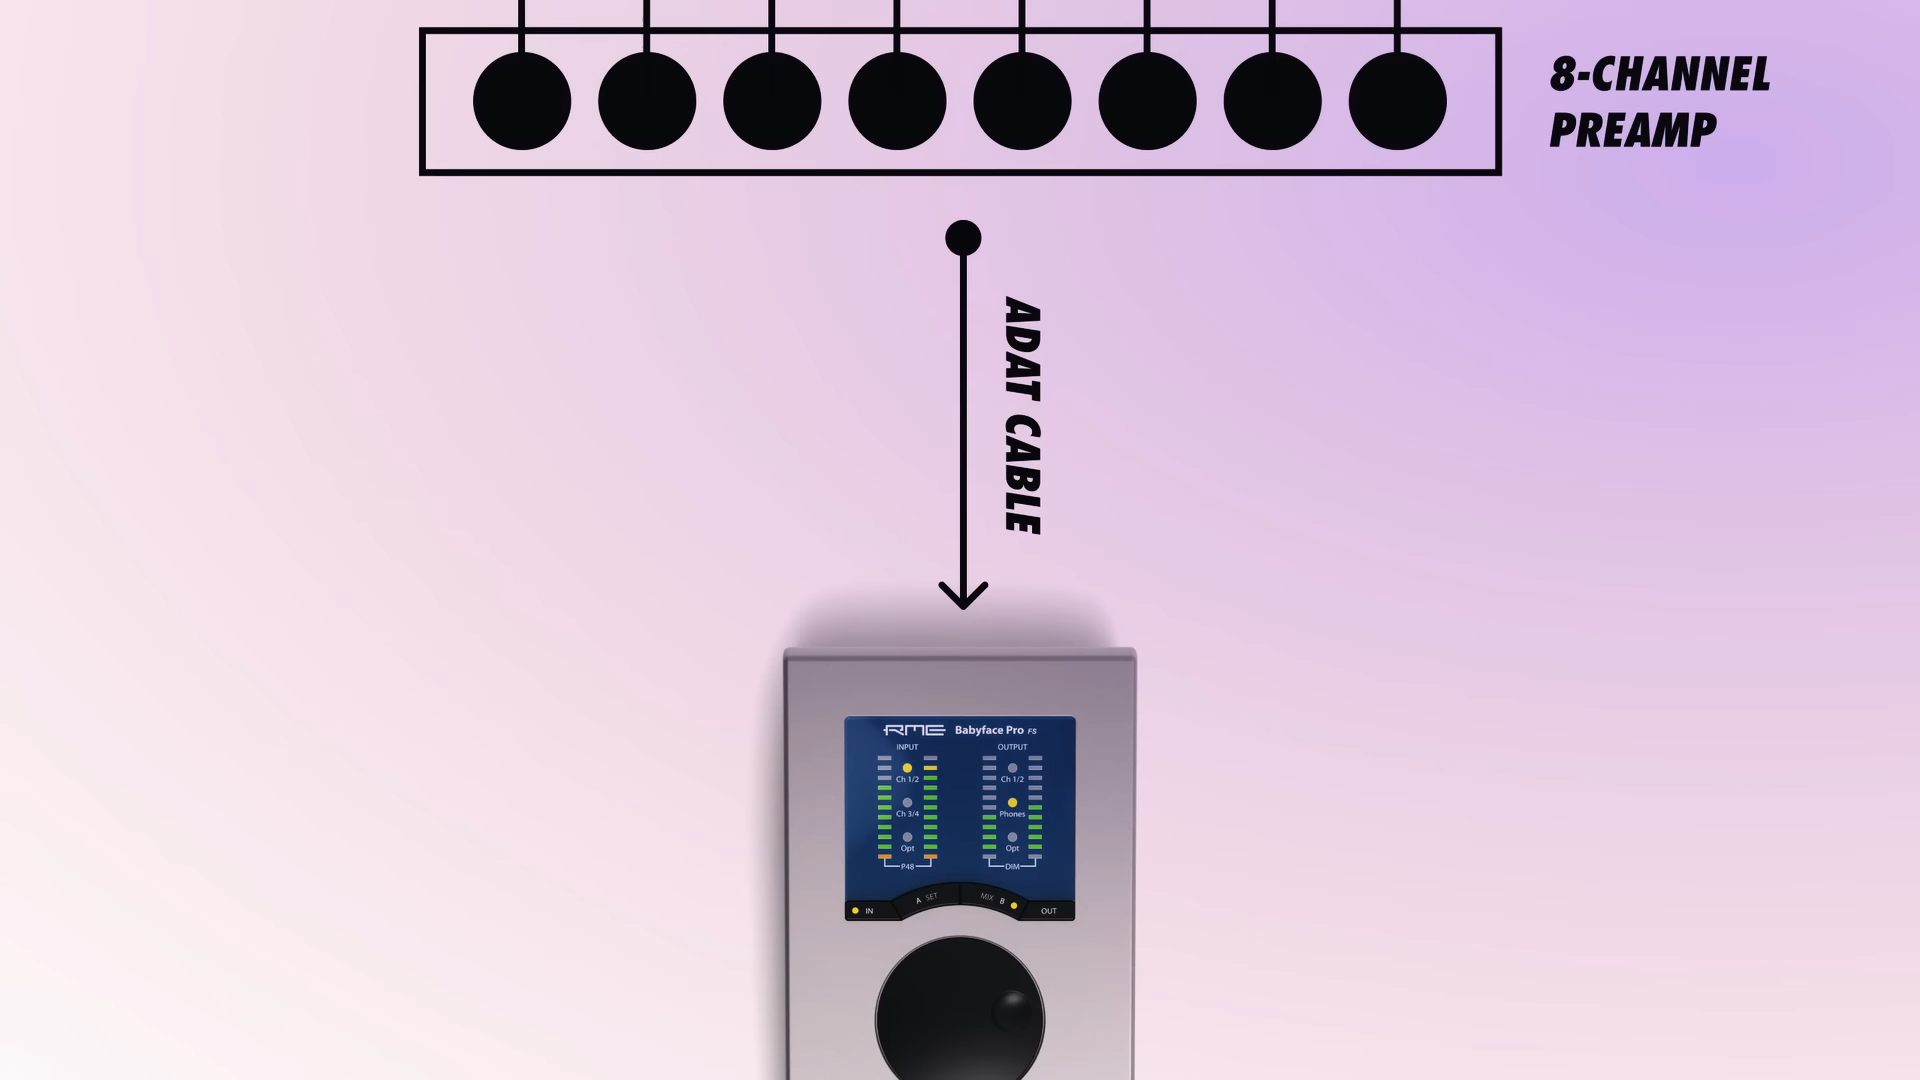 8-CHANNEL
PREAMP
ADAT CABLE
RME Babyface Pro FS
INPUT OUTPUT
Ch 1/2 Ch 1/2
Ch 3/4 Phones
Opt Opt
P48 DIM
IN A SET MIX B OUT